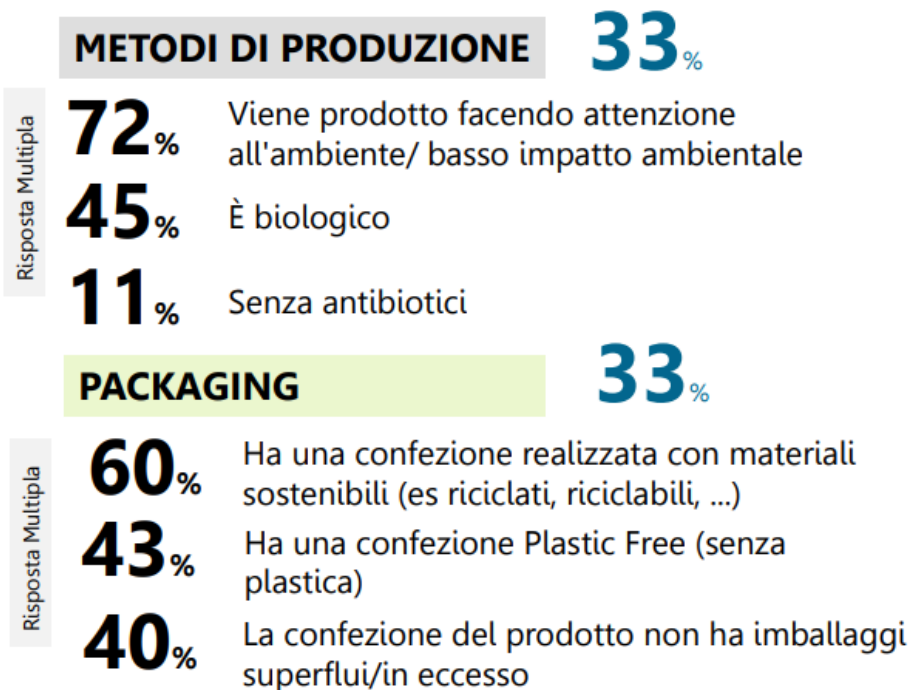 METODI DI PRODUZIONE 33%
Risposta Multipla
72% Viene prodotto facendo attenzione
all'ambiente/ basso impatto ambientale
45% È biologico
11% Senza antibiotici
PACKAGING 33%
Risposta Multipla
60% Ha una confezione realizzata con materiali
sostenibili (es riciclati, riciclabili, ...)
43% Ha una confezione Plastic Free (senza
plastica)
40% La confezione del prodotto non ha imballaggi
superflui/in eccesso